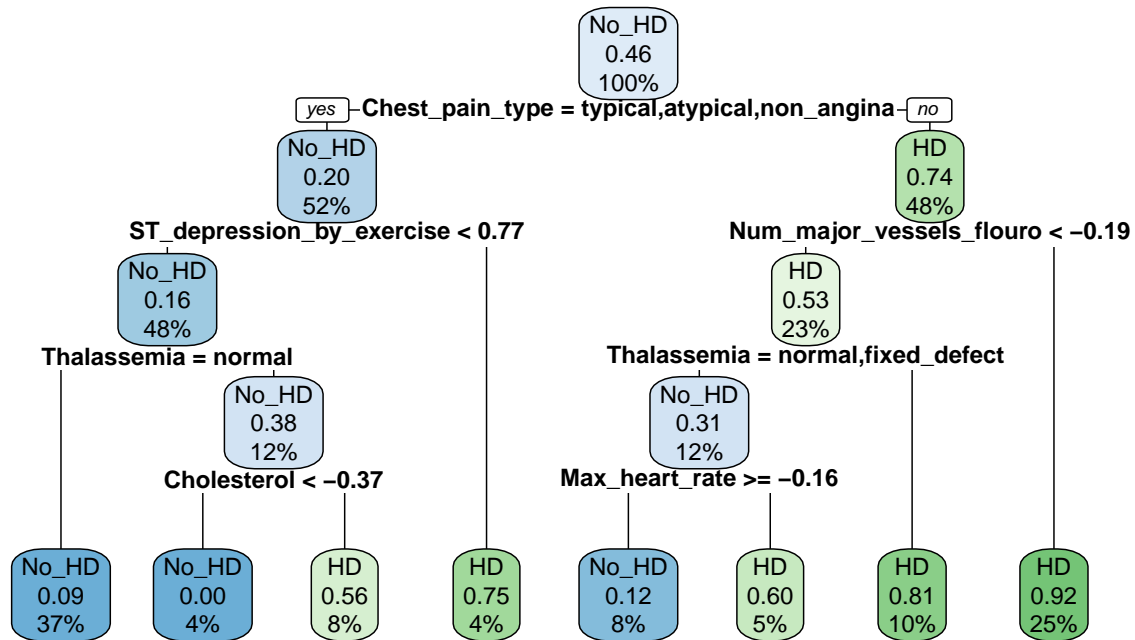 No_HD
0.46
100%
yes
Chest_pain_type = typical,atypical,non_angina
no
No_HD
0.20
52%
HD
0.74
48%
ST_depression_by_exercise < 0.77
Num_major_vessels_flouro < −0.19
No_HD
0.16
48%
HD
0.53
23%
Thalassemia = normal
Thalassemia = normal,fixed_defect
No_HD
0.38
12%
No_HD
0.31
12%
Cholesterol < −0.37
Max_heart_rate >= −0.16
No_HD
0.09
37%
No_HD
0.00
4%
HD
0.56
8%
HD
0.75
4%
No_HD
0.12
8%
HD
0.60
5%
HD
0.81
10%
HD
0.92
25%